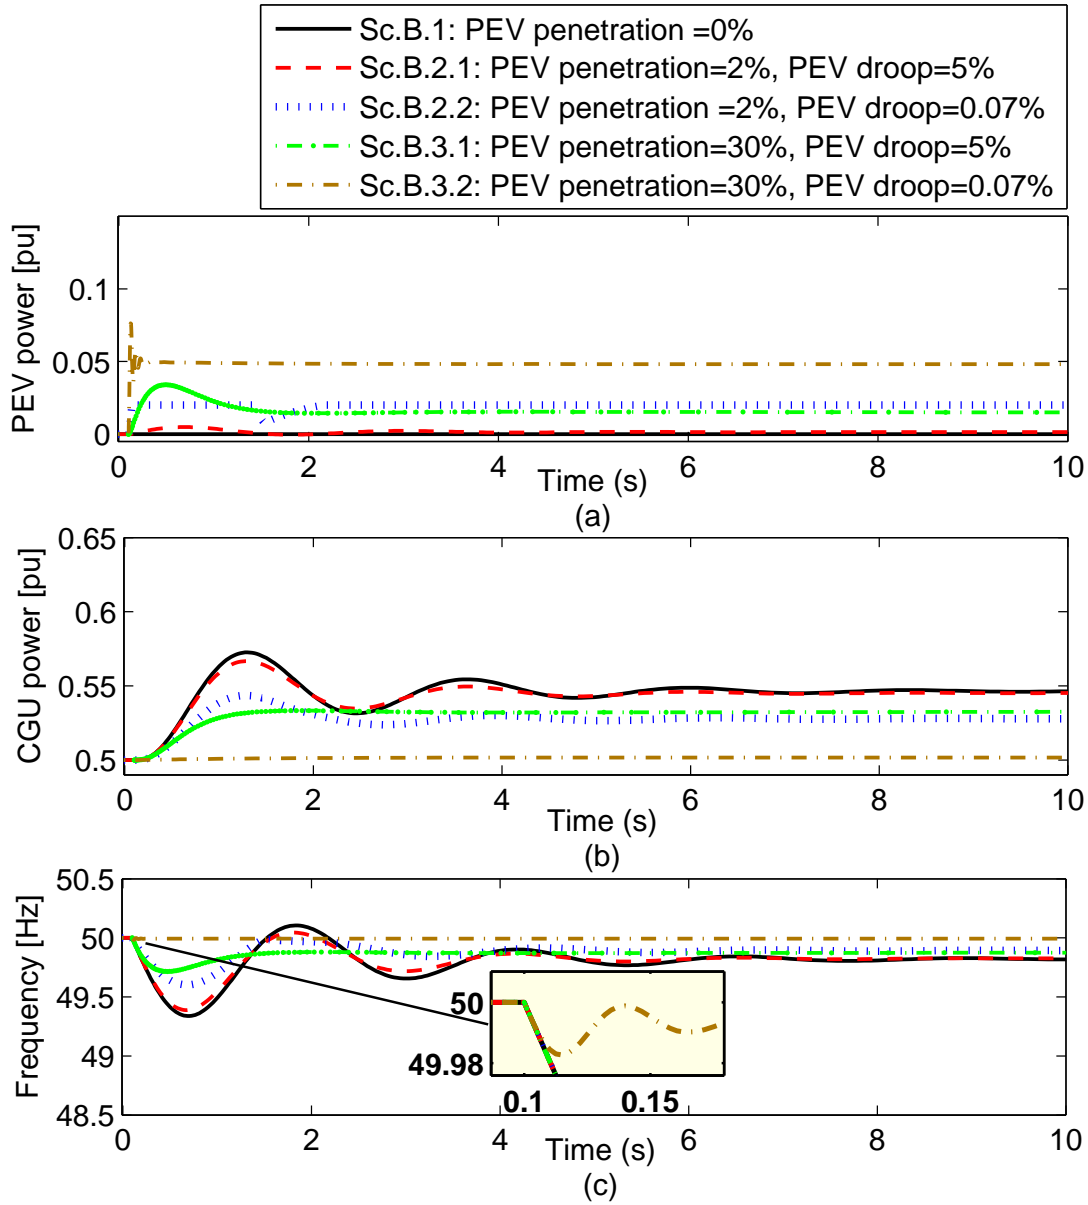 Sc.B.1: PEV penetration =0%
Sc.B.2.1: PEV penetration=2%, PEV droop=5%
Sc.B.2.2: PEV penetration =2%, PEV droop=0.07%
Sc.B.3.1: PEV penetration=30%, PEV droop=5%
Sc.B.3.2: PEV penetration=30%, PEV droop=0.07%
PEV power [pu]
0.1
0.05
0
0 2 4 6 8 10
Time (s)
(a)
CGU power [pu]
0.65
0.6
0.55
0.5
0 2 4 6 8 10
Time (s)
(b)
Frequency [Hz]
50.5
50
49.5
49
48.5
50
49.98
0.1 0.15
0 2 4 6 8 10
Time (s)
(c)